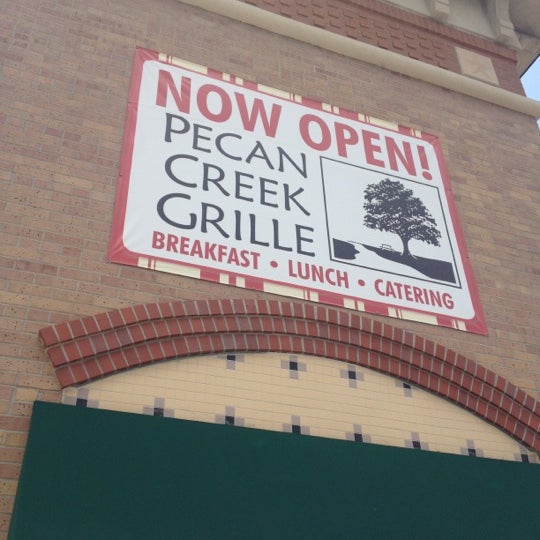 NOW OPEN!
PECAN
CREEK
GRILLE
BREAKFAST • LUNCH • CATERING